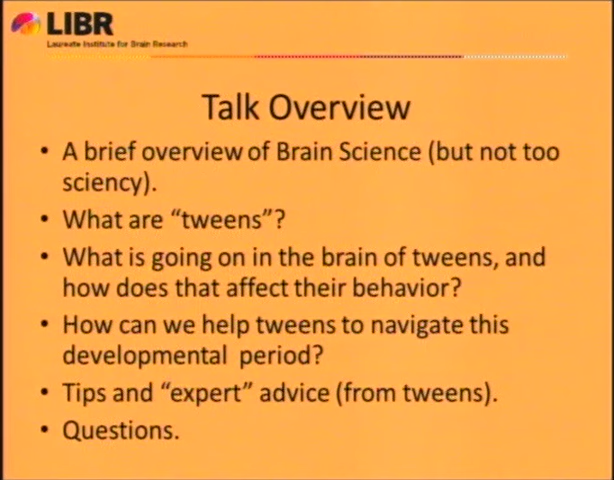 LIBR
Laureate Institute for Brain Research
Talk Overview
• A brief overview of Brain Science (but not too
sciency).
• What are “tweens”?
• What is going on in the brain of tweens, and
how does that affect their behavior?
• How can we help tweens to navigate this
developmental period?
• Tips and “expert” advice (from tweens).
• Questions.